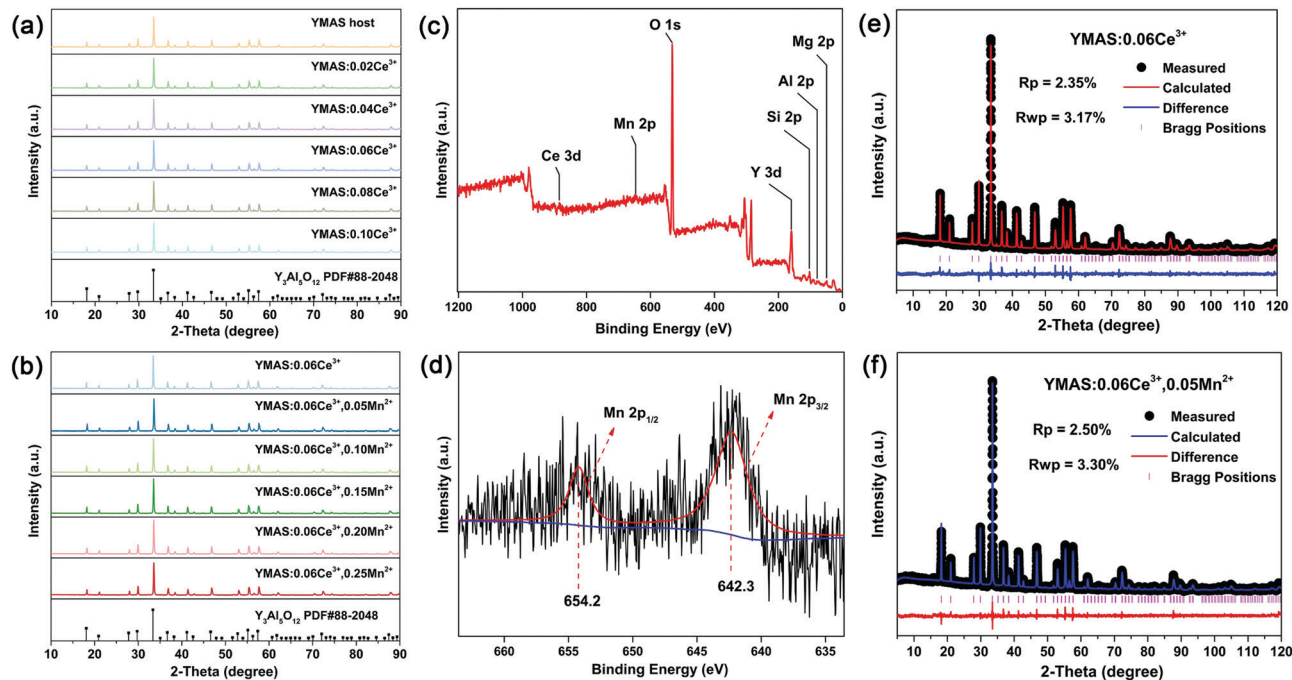 (a)
YMAS host
YMAS:0.02Ce³⁺
YMAS:0.04Ce³⁺
YMAS:0.06Ce³⁺
YMAS:0.08Ce³⁺
YMAS:0.10Ce³⁺
Y₃Al₅O₁₂ PDF#88-2048
Intensity (a.u.)
10 20 30 40 50 60 70 80 90
2-Theta (degree)
(b)
YMAS:0.06Ce³⁺
YMAS:0.06Ce³⁺,0.05Mn²⁺
YMAS:0.06Ce³⁺,0.10Mn²⁺
YMAS:0.06Ce³⁺,0.15Mn²⁺
YMAS:0.06Ce³⁺,0.20Mn²⁺
YMAS:0.06Ce³⁺,0.25Mn²⁺
Y₃Al₅O₁₂ PDF#88-2048
Intensity (a.u.)
10 20 30 40 50 60 70 80 90
2-Theta (degree)
(c)
O 1s
Mg 2p
Al 2p
Si 2p
Mn 2p
Ce 3d
Y 3d
Intensity (a.u.)
1200 1000 800 600 400 200 0
Binding Energy (eV)
(d)
Mn 2p₁/₂
Mn 2p₃/₂
654.2
642.3
Intensity (a.u.)
660 655 650 645 640 635
Binding Energy (eV)
(e)
YMAS:0.06Ce³⁺
Measured
Rp = 2.35%
Calculated
Difference
Rwp = 3.17%
Bragg Positions
Intensity (a.u.)
10 20 30 40 50 60 70 80 90 100 110 120
2-Theta (degree)
(f)
YMAS:0.06Ce³⁺,0.05Mn²⁺
Measured
Rp = 2.50%
Calculated
Difference
Rwp = 3.30%
Bragg Positions
Intensity (a.u.)
10 20 30 40 50 60 70 80 90 100 110 120
2-Theta (degree)